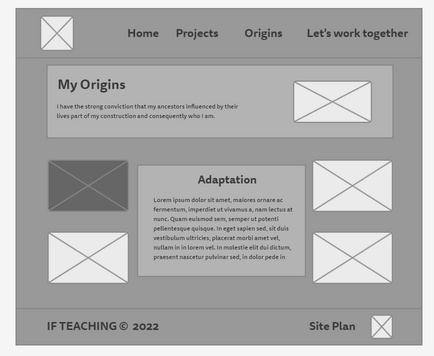 Home Projects Origins Let's work together
My Origins
I have the strong conviction that my ancestors influenced by their
lives part of my construction and consequently who I am.
Adaptation
Lorem ipsum dolor sit amet, maiores ornare ac
fermentum, imperdiet ut vivamus a, nam lectus at
nunc. Quam euismod sem, semper ut potenti
pellentesque quisque. In eget sapien sed, sit duis
vestibulum ultricies, placerat morbi amet vel,
nullam in in lorem vel. In molestie elit dui dictum,
praesent nascetur pulvinar sed, in dolor pede in
IF TEACHING © 2022 Site Plan